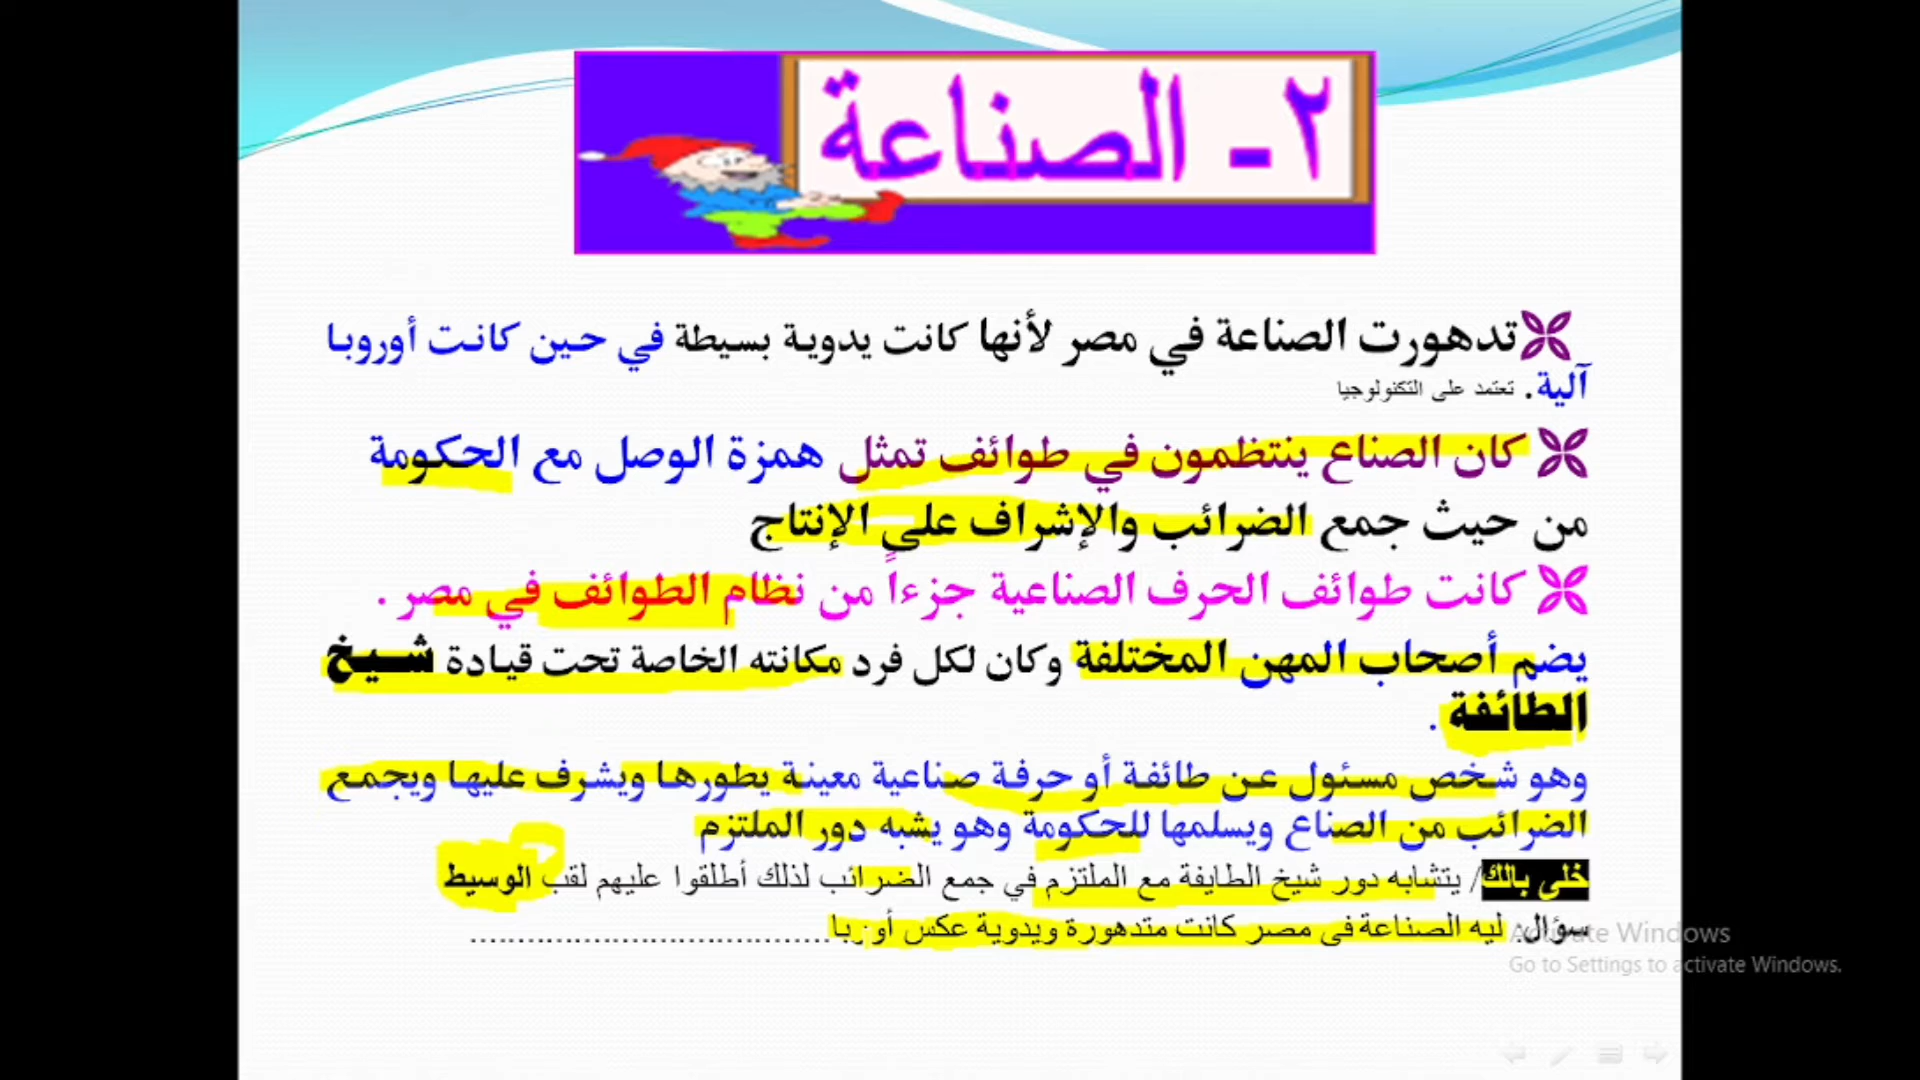 ٢- الصناعة
تدهورت الصناعة في مصر لأنها كانت يدوية بسيطة في حين كانت أوروبا
آلية. تعتمد على التكنولوجيا
كان الصناع ينتظمون في طوائف تمثل همزة الوصل مع الحكومة
من حيث جمع الضرائب والإشراف على الإنتاج
كانت طوائف الحرف الصناعية جزءاً من نظام الطوائف في مصر .
يضم أصحاب المهن المختلفة وكان لكل فرد مكانته الخاصة تحت قيادة شيخ
الطائفة .
وهو شخص مسئول عن طائفة أو حرفة صناعية معينة يطورها ويشرف عليها ويجمع
الضرائب من الصناع ويسلمها للحكومة وهو يشبه دور الملتزم
خلى بالك/ يتشابه دور شيخ الطايفة مع الملتزم في جمع الضرائب لذلك أطلقوا عليهم لقب الوسيط
سؤال. ليه الصناعة فى مصر كانت متدهورة ويدوية عكس أوربا......................................
Activate Windows
Go to Settings to activate Windows.